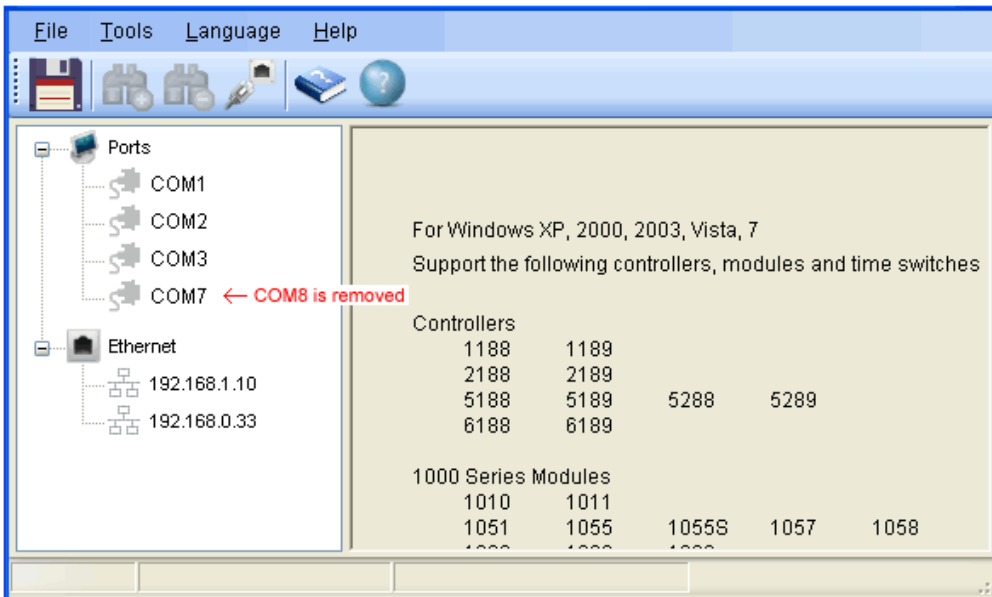 File Tools Language Help
Ports
COM1
COM2
COM3
COM7 ← COM8 is removed
Ethernet
192.168.1.10
192.168.0.33
For Windows XP, 2000, 2003, Vista, 7
Support the following controllers, modules and time switches
Controllers
1188 1189
2188 2189
5188 5189 5288 5289
6188 6189
1000 Series Modules
1010 1011
1051 1055 1055S 1057 1058